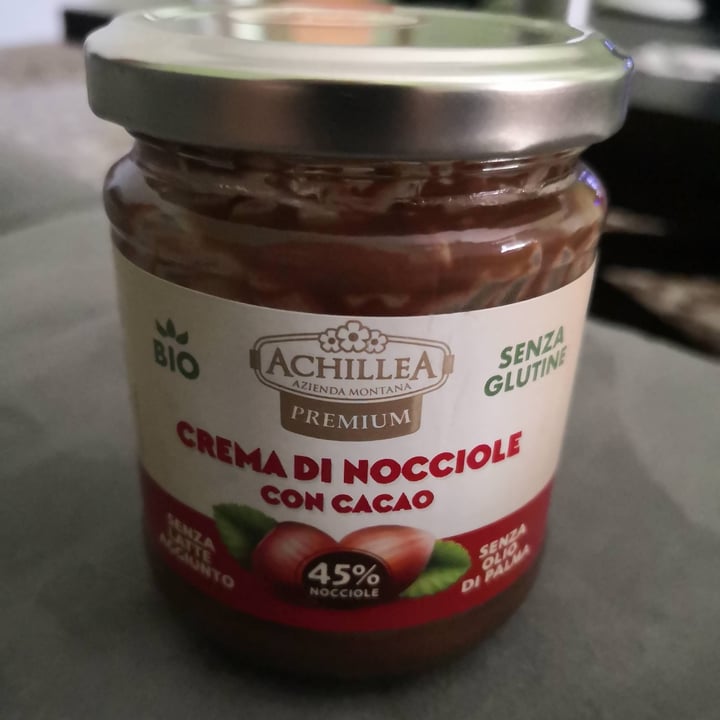 BIO
ACHILLEA
AZIENDA MONTANA
PREMIUM
SENZA
GLUTINE
CREMA DI NOCCIOLE
CON CACAO
SENZA
LATTE
AGGIUNTO
45%
NOCCIOLE
SENZA
OLIO
DI PALMA